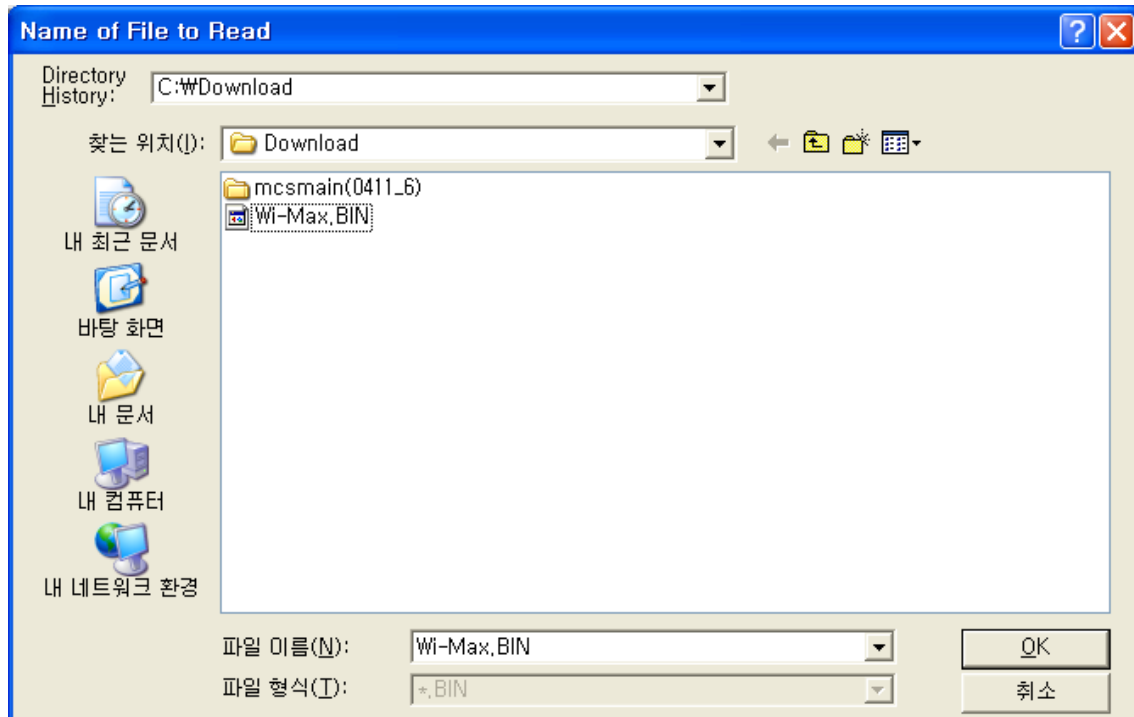 Name of File to Read
Directory
History:
C:₩Download
찾는 위치(I):
Download
mcsmain(0411_6)
Wi-Max.BIN
내 최근 문서
바탕 화면
내 문서
내 컴퓨터
내 네트워크 환경
파일 이름(N):
Wi-Max.BIN
OK
파일 형식(T):
*.BIN
취소